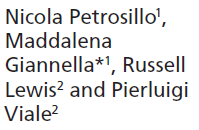 Nicola Petrosillo¹,
Maddalena
Giannella*¹, Russell
Lewis² and Pierluigi
Viale²